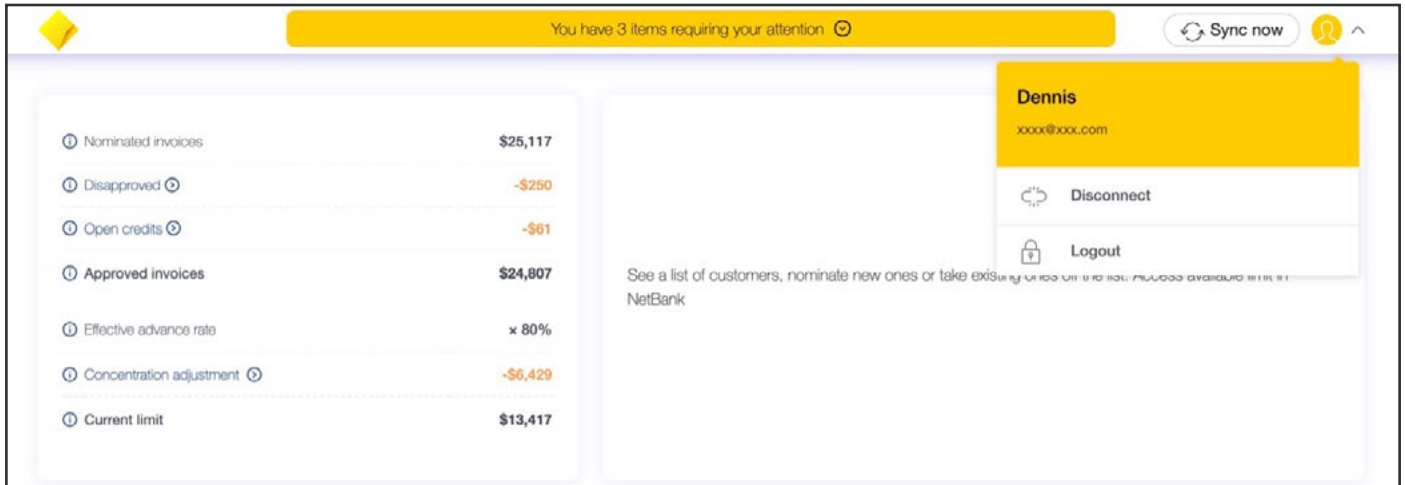 You have 3 items requiring your attention
Sync now
Dennis
xxxx@xxx.com
Disconnect
Logout
Nominated invoices $25,117
Disapproved -$250
Open credits -$61
Approved invoices $24,807
Effective advance rate × 80%
Concentration adjustment -$6,429
Current limit $13,417
See a list of customers, nominate new ones or take existing ones off the list. Access available limit in
NetBank